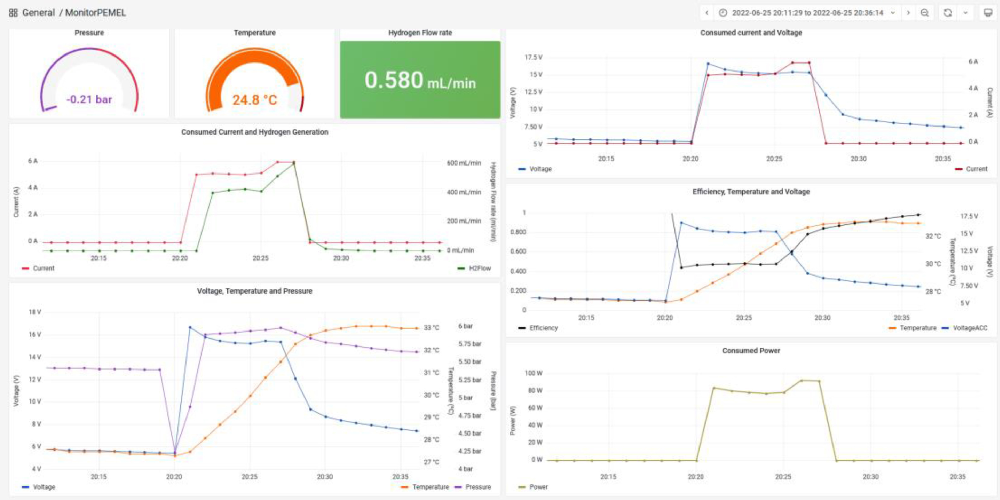 General / MonitorPEMEL
2022-06-25 20:11:29 to 2022-06-25 20:36:14
Pressure
-0.21 bar
Temperature
24.8 °C
Hydrogen Flow rate
0.580 mL/min
Consumed current and Voltage
17.5 V
15 V
12.5 V
10 V
7.50 V
5 V
Voltage (V)
6 A
4 A
2 A
0 A
Current (A)
20:15 20:20 20:25 20:30 20:35
Voltage Current
Consumed Current and Hydrogen Generation
6 A
4 A
2 A
0 A
Current (A)
600 mL/min
400 mL/min
200 mL/min
0 mL/min
Hydrogen Flow rate (ml/min)
20:15 20:20 20:25 20:30 20:35
Current H2Flow
Efficiency, Temperature and Voltage
1
0.800
0.600
0.400
0.200
0
32 °C
30 °C
28 °C
Temperature (°C)
17.5 V
15 V
12.5 V
10 V
7.50 V
5 V
Voltage (V)
20:15 20:20 20:25 20:30 20:35
Efficiency Temperature VoltageACC
Voltage, Temperature and Pressure
18 V
16 V
14 V
12 V
10 V
8 V
6 V
4 V
Voltage (V)
33 °C
32 °C
31 °C
30 °C
29 °C
28 °C
27 °C
Temperature (°C)
6 bar
5.75 bar
5.50 bar
5.25 bar
5 bar
4.75 bar
4.50 bar
4.25 bar
4 bar
Pressure (bar)
20:15 20:20 20:25 20:30 20:35
Voltage Temperature Pressure
Consumed Power
100 W
80 W
60 W
40 W
20 W
0 W
Power (W)
20:15 20:20 20:25 20:30 20:35
Power